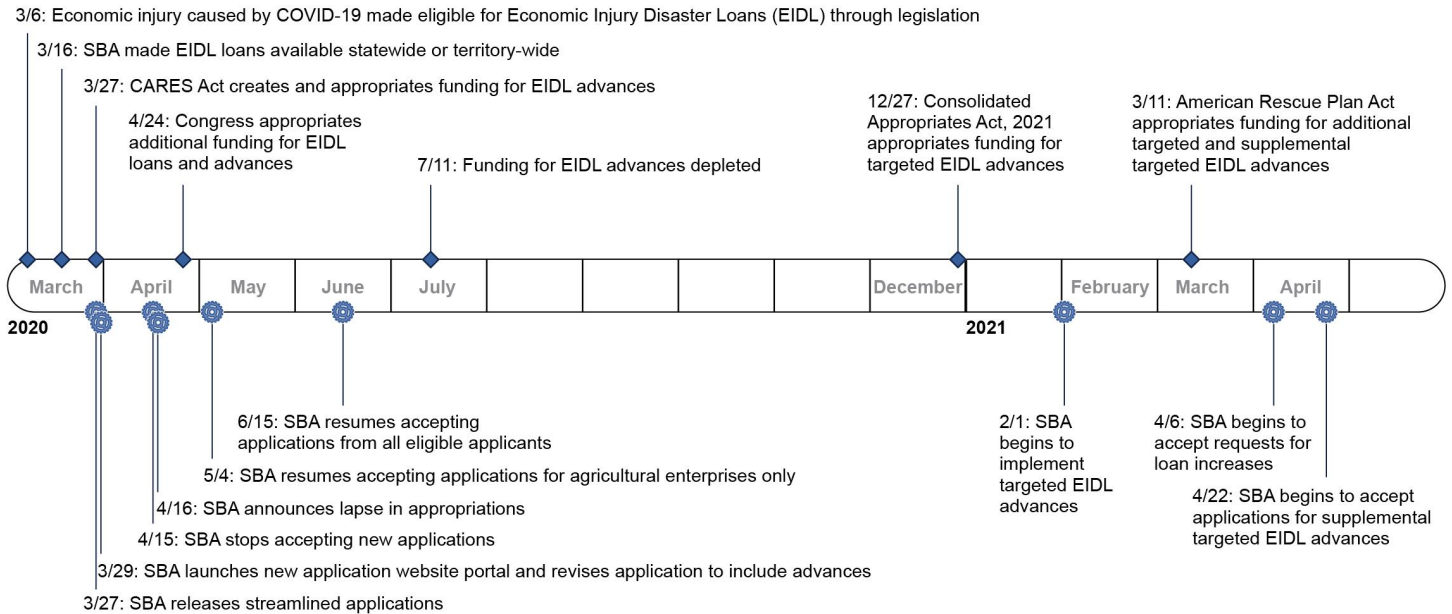 3/6: Economic injury caused by COVID-19 made eligible for Economic Injury Disaster Loans (EIDL) through legislation
3/16: SBA made EIDL loans available statewide or territory-wide
3/27: CARES Act creates and appropriates funding for EIDL advances
4/24: Congress appropriates
additional funding for EIDL
loans and advances
7/11: Funding for EIDL advances depleted
12/27: Consolidated
Appropriates Act, 2021
appropriates funding for
targeted EIDL advances
3/11: American Rescue Plan Act
appropriates funding for additional
targeted and supplemental
targeted EIDL advances
March
April
May
June
July
December
February
March
April
2020
2021
6/15: SBA resumes accepting
applications from all eligible applicants
5/4: SBA resumes accepting applications for agricultural enterprises only
4/16: SBA announces lapse in appropriations
4/15: SBA stops accepting new applications
3/29: SBA launches new application website portal and revises application to include advances
3/27: SBA releases streamlined applications
2/1: SBA
begins to
implement
targeted EIDL
advances
4/6: SBA begins to
accept requests for
loan increases
4/22: SBA begins to accept
applications for supplemental
targeted EIDL advances